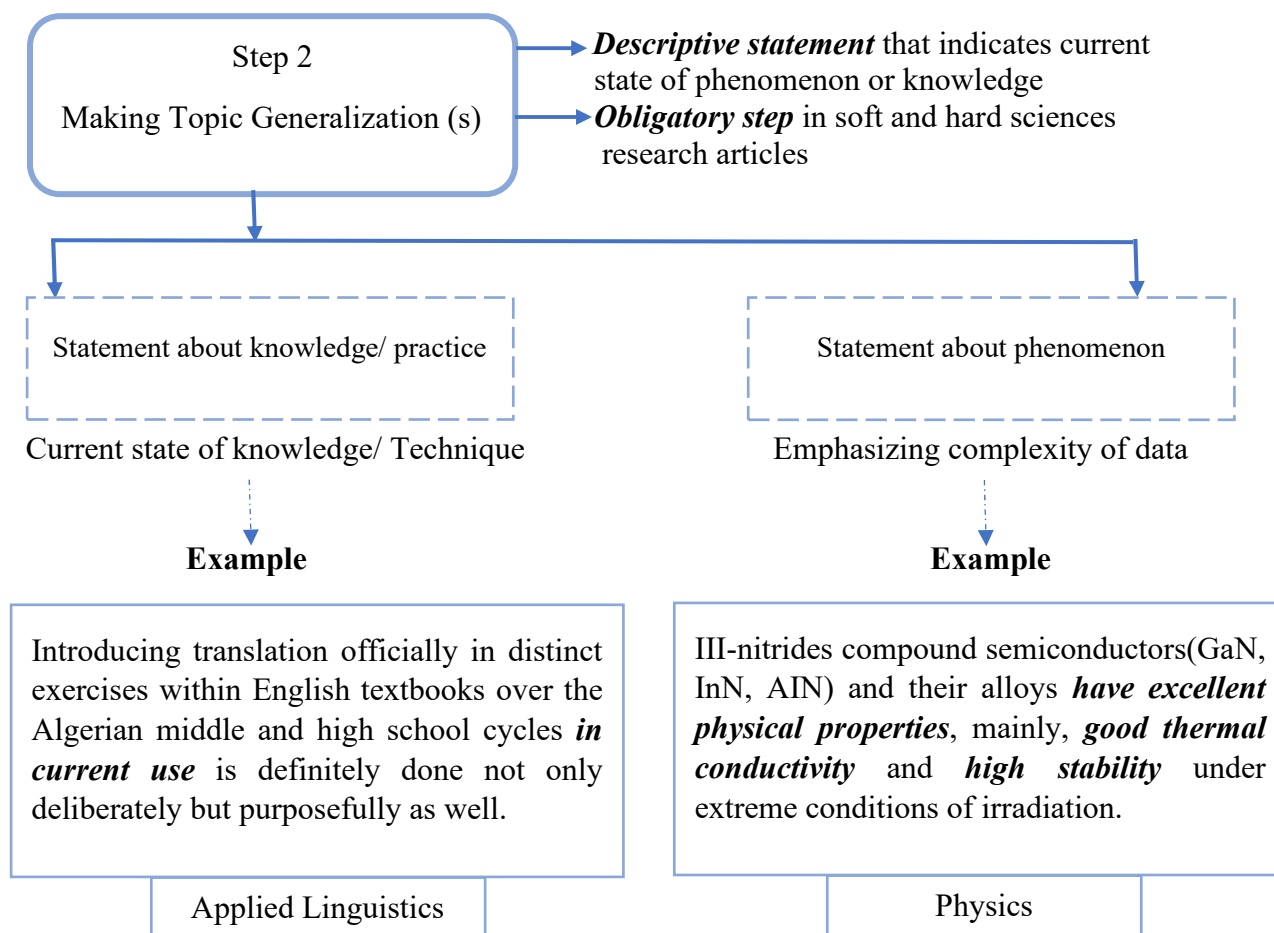 Step 2
Making Topic Generalization (s)
Descriptive statement that indicates current
state of phenomenon or knowledge
Obligatory step in soft and hard sciences
research articles
Statement about knowledge/ practice
Statement about phenomenon
Current state of knowledge/ Technique
Emphasizing complexity of data
Example
Example
Introducing translation officially in distinct
exercises within English textbooks over the
Algerian middle and high school cycles in
current use is definitely done not only
deliberately but purposefully as well.
III-nitrides compound semiconductors(GaN,
InN, AIN) and their alloys have excellent
physical properties, mainly, good thermal
conductivity and high stability under
extreme conditions of irradiation.
Applied Linguistics
Physics